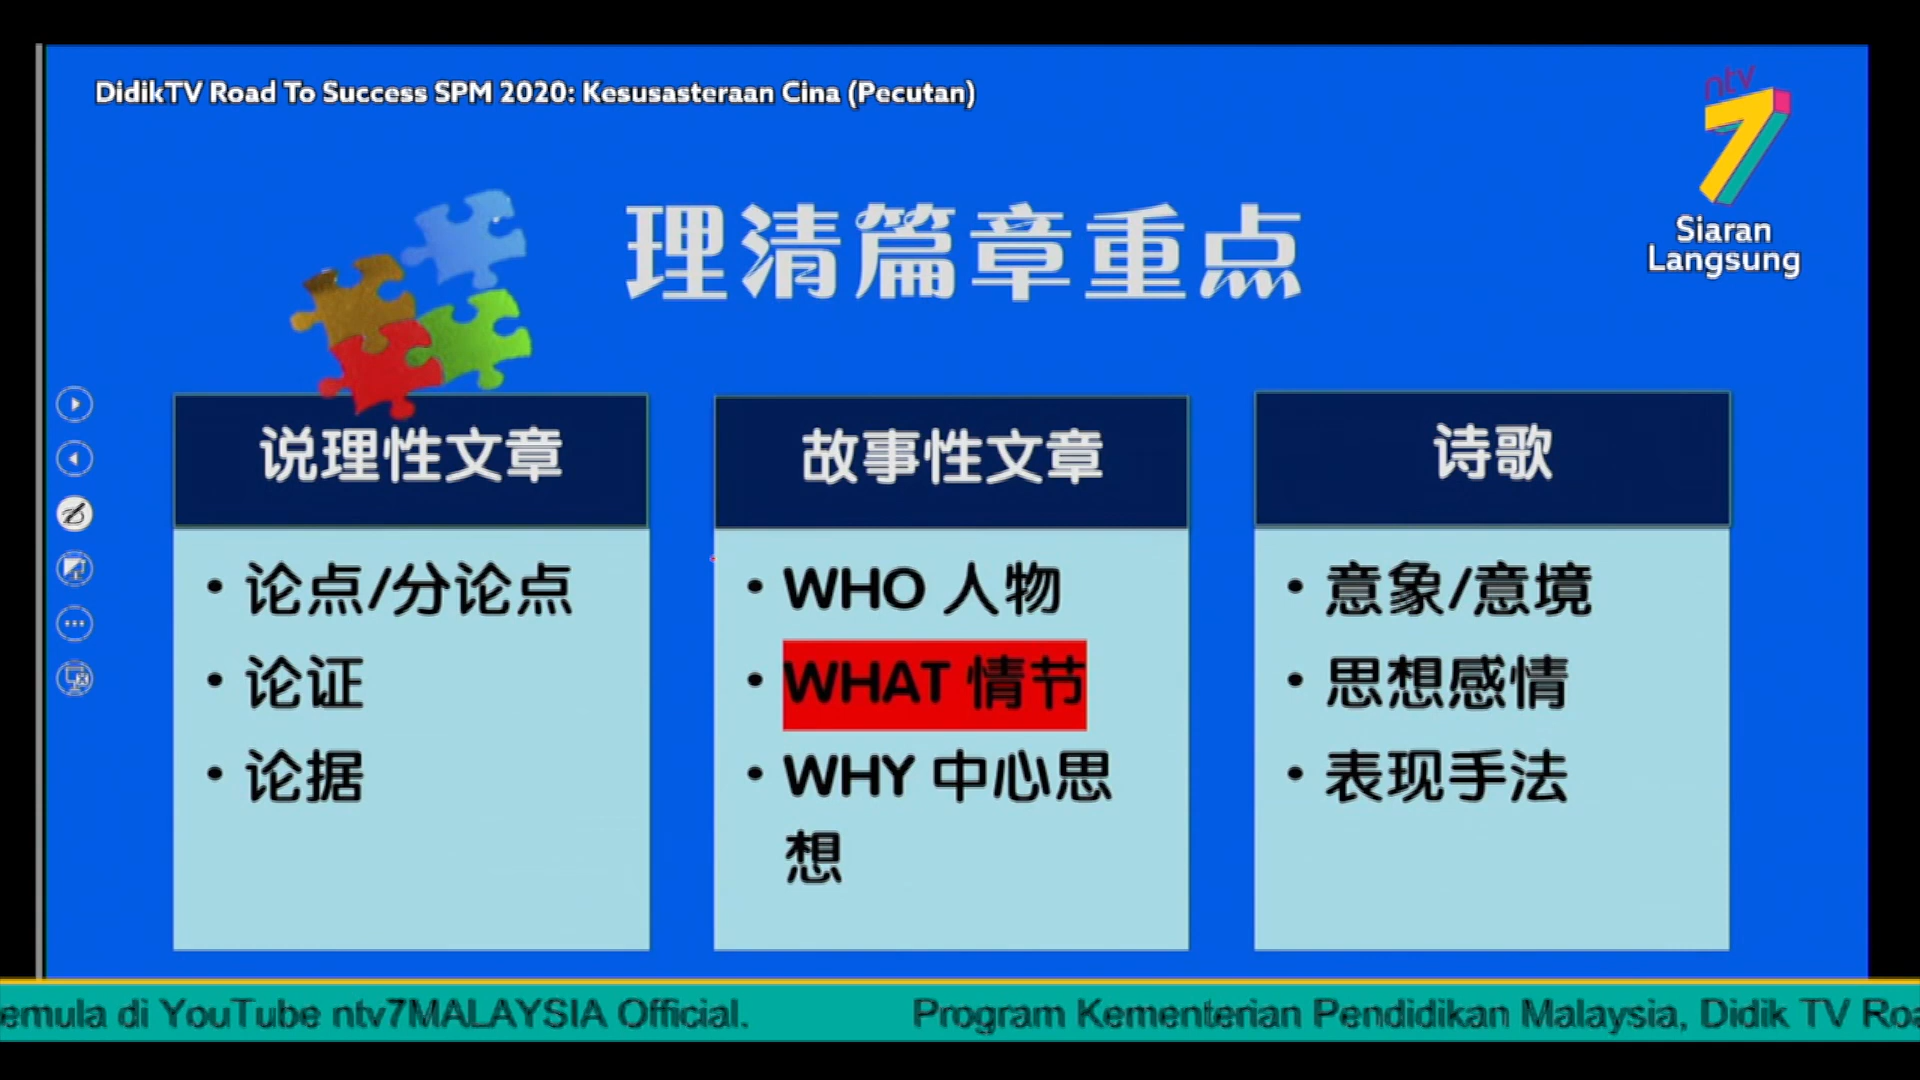 DidikTV Road To Success SPM 2020: Kesusasteraan Cina (Pecutan)
ntv
7
Siaran
Langsung
理清篇章重点
说理性文章
• 论点/分论点
• 论证
• 论据
故事性文章
• WHO 人物
• WHAT 情节
• WHY 中心思
想
诗歌
• 意象/意境
• 思想感情
• 表现手法
emula di YouTube ntv7MALAYSIA Official. Program Kementerian Pendidikan Malaysia, Didik TV Roa